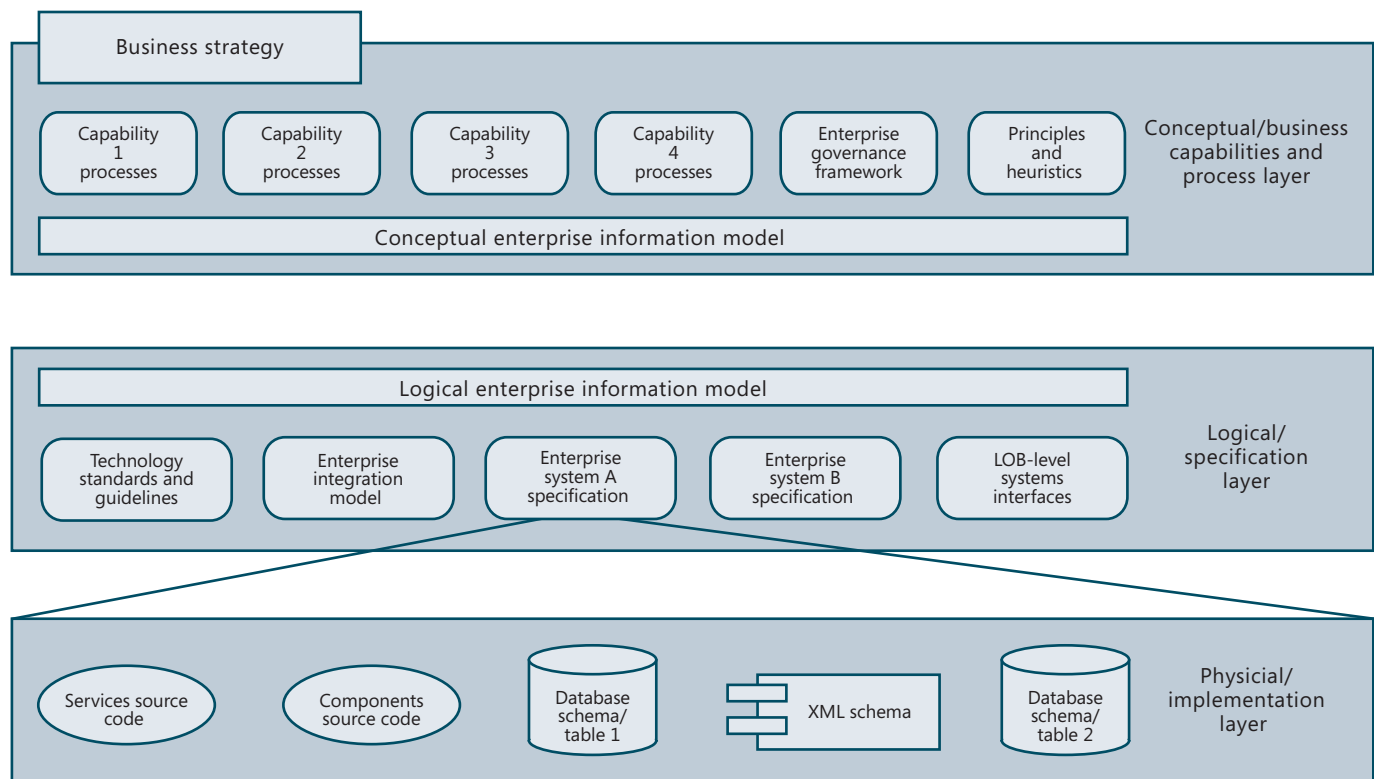 Business strategy
Capability
1
processes
Capability
2
processes
Capability
3
processes
Capability
4
processes
Enterprise
governance
framework
Principles
and
heuristics
Conceptual/business
capabilities and
process layer
Conceptual enterprise information model
Logical enterprise information model
Technology
standards and
guidelines
Enterprise
integration
model
Enterprise
system A
specification
Enterprise
system B
specification
LOB-level
systems
interfaces
Logical/
specification
layer
Services source
code
Components
source code
Database
schema/
table 1
XML schema
Database
schema/
table 2
Physicial/
implementation
layer